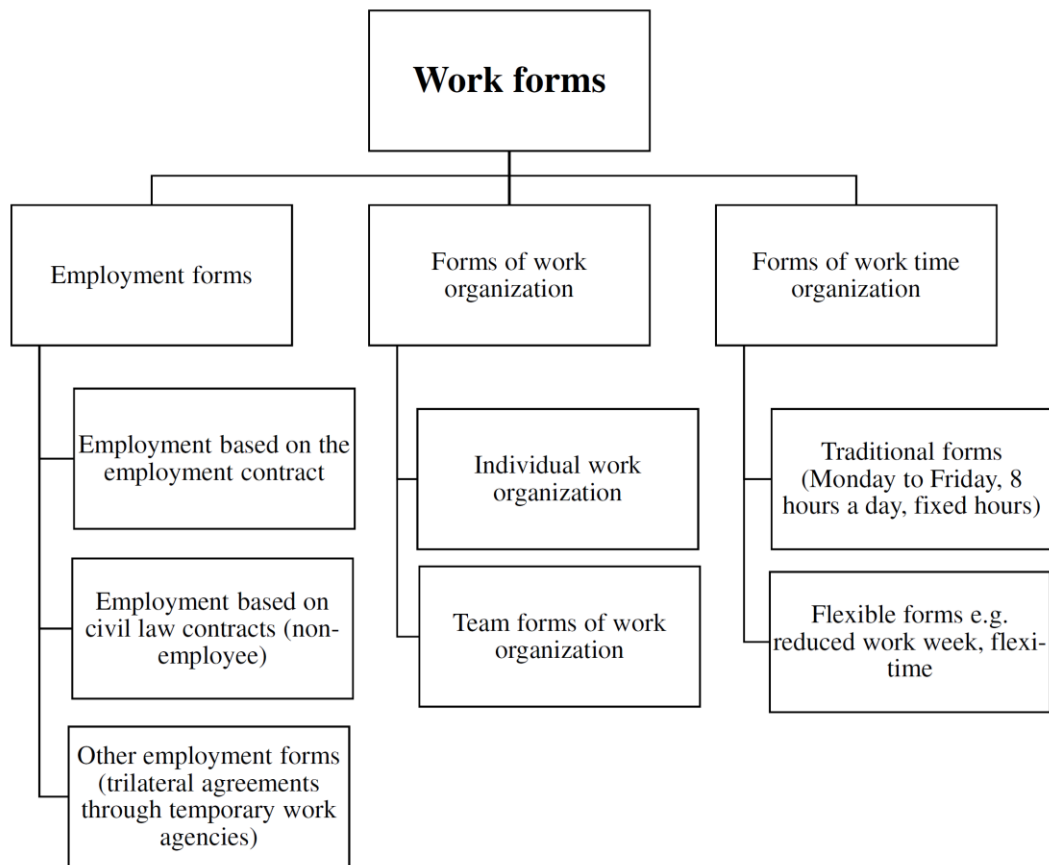 Work forms
Employment forms
Forms of work
organization
Forms of work time
organization
Employment based on the
employment contract
Employment based on
civil law contracts (non-
employee)
Other employment forms
(trilateral agreements
through temporary work
agencies)
Individual work
organization
Team forms of work
organization
Traditional forms
(Monday to Friday, 8
hours a day, fixed hours)
Flexible forms e.g.
reduced work week, flexi-
time